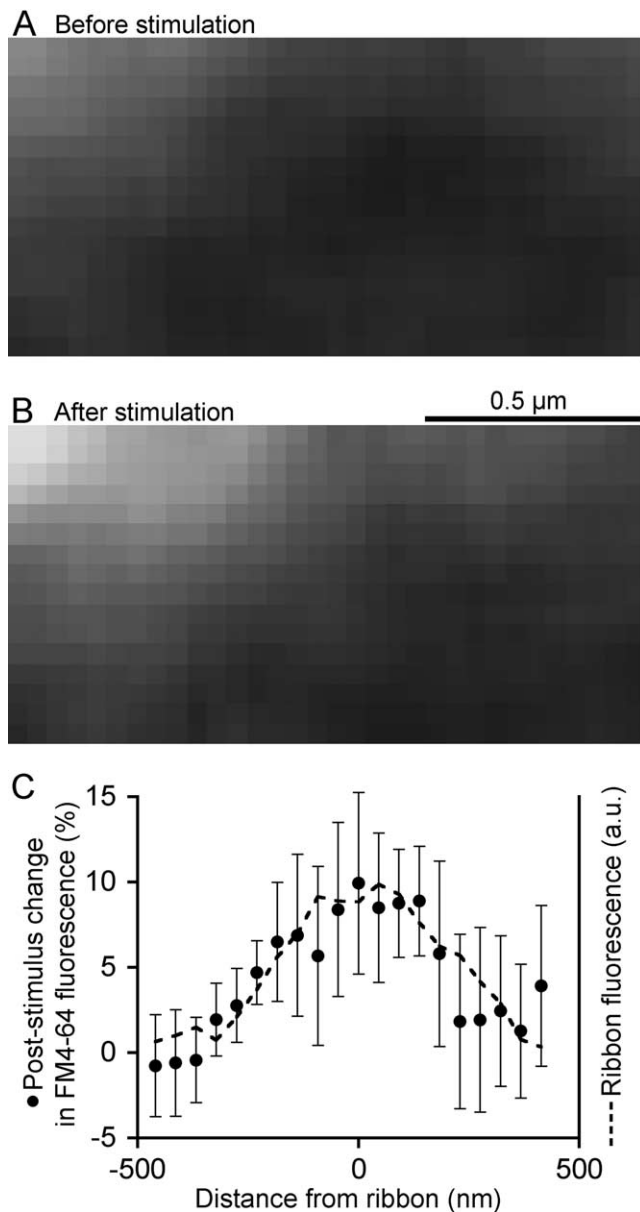 A Before stimulation
B After stimulation
0.5 µm
C
● Post-stimulus change
in FM4-64 fluorescence (%)
15
10
5
0
-5
-500
0
500
Distance from ribbon (nm)
Ribbon fluorescence (a.u.)